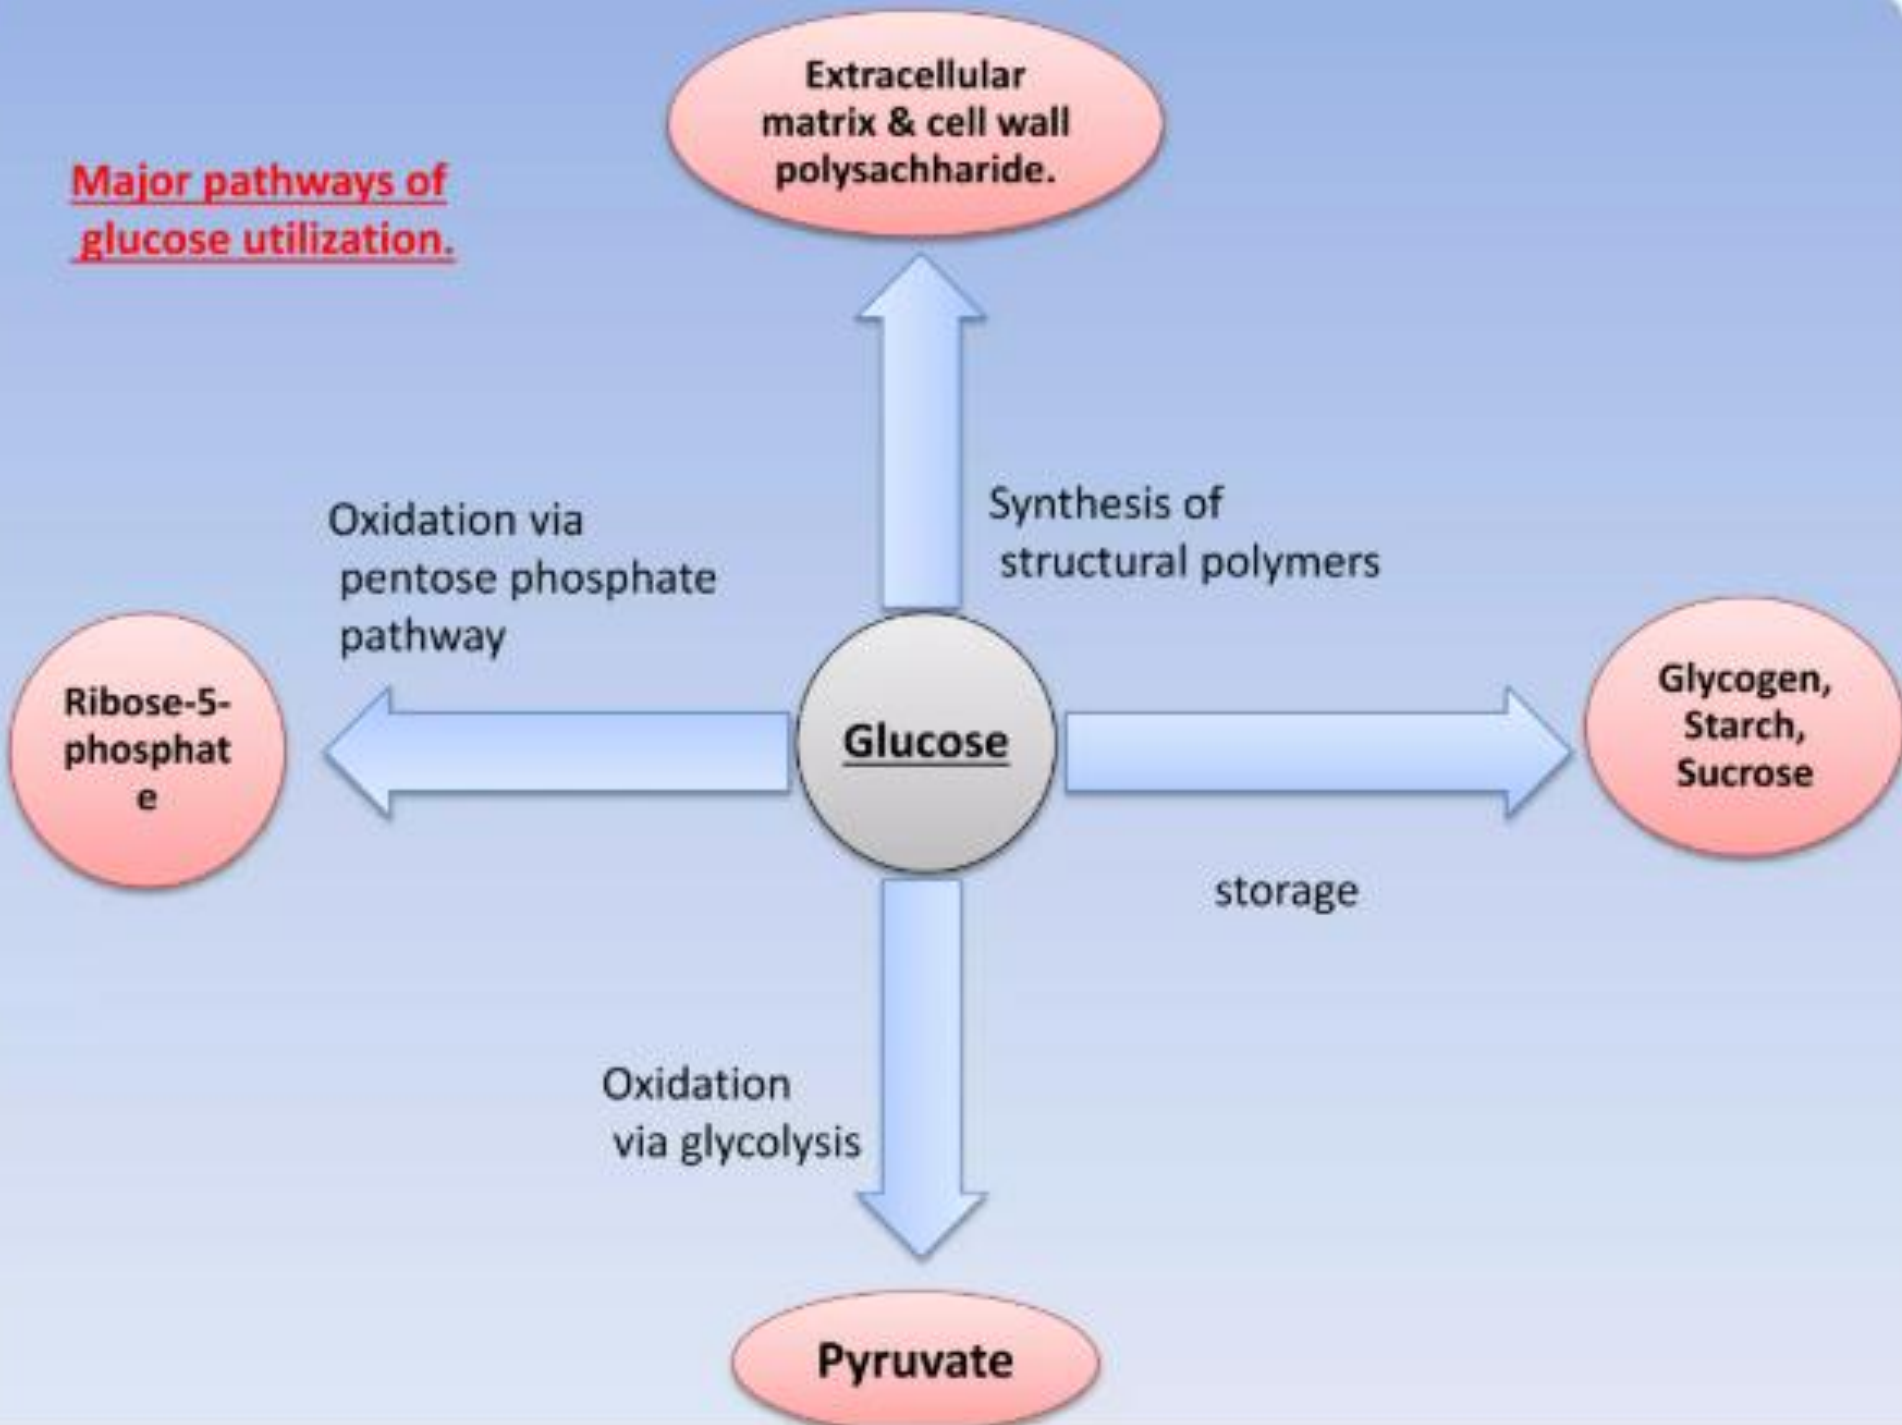 Extracellular
matrix & cell wall
polysachharide.
Major pathways of
glucose utilization.
Synthesis of
structural polymers
Oxidation via
pentose phosphate
pathway
Ribose-5-
phosphat
e
Glucose
Glycogen,
Starch,
Sucrose
storage
Oxidation
via glycolysis
Pyruvate